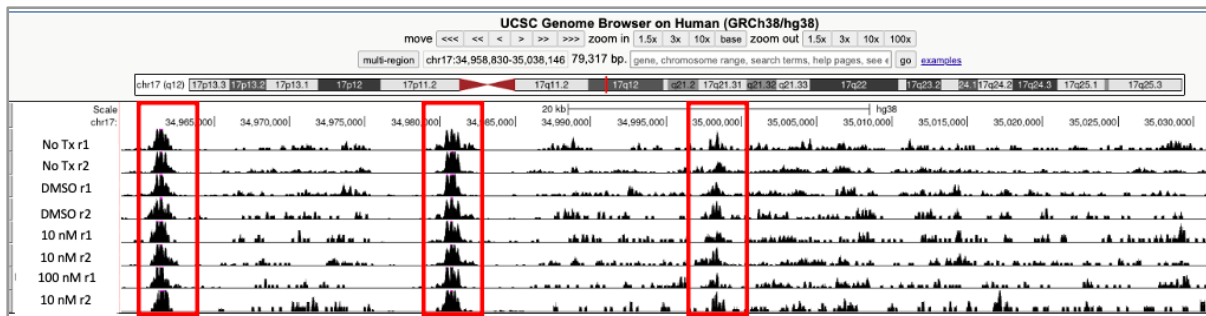 UCSC Genome Browser on Human (GRCh38/hg38)
move <<< << < > >> >>> zoom in 1.5x 3x 10x base zoom out 1.5x 3x 10x 100x
multi-region chr17:34,958,830-35,038,146 79,317 bp. gene, chromosome range, search terms, help pages, see e go examples
chr17 (q12) 17p13.3 17p13.2 17p13.1 17p12 17p11.2 17q11.2 17q12 q21.2 17q21.31 q21.32 q21.33 17q22 17q23.2 24.1 17q24.2 17q24.3 17q25.1 17q25.3
Scale 20 kb hg38
chr17: 34,965,000 34,970,000 34,975,000 34,980,000 34,985,000 34,990,000 34,995,000 35,000,000 35,005,000 35,010,000 35,015,000 35,020,000 35,025,000 35,030,000
No Tx r1
No Tx r2
DMSO r1
DMSO r2
10 nM r1
10 nM r2
100 nM r1
10 nM r2